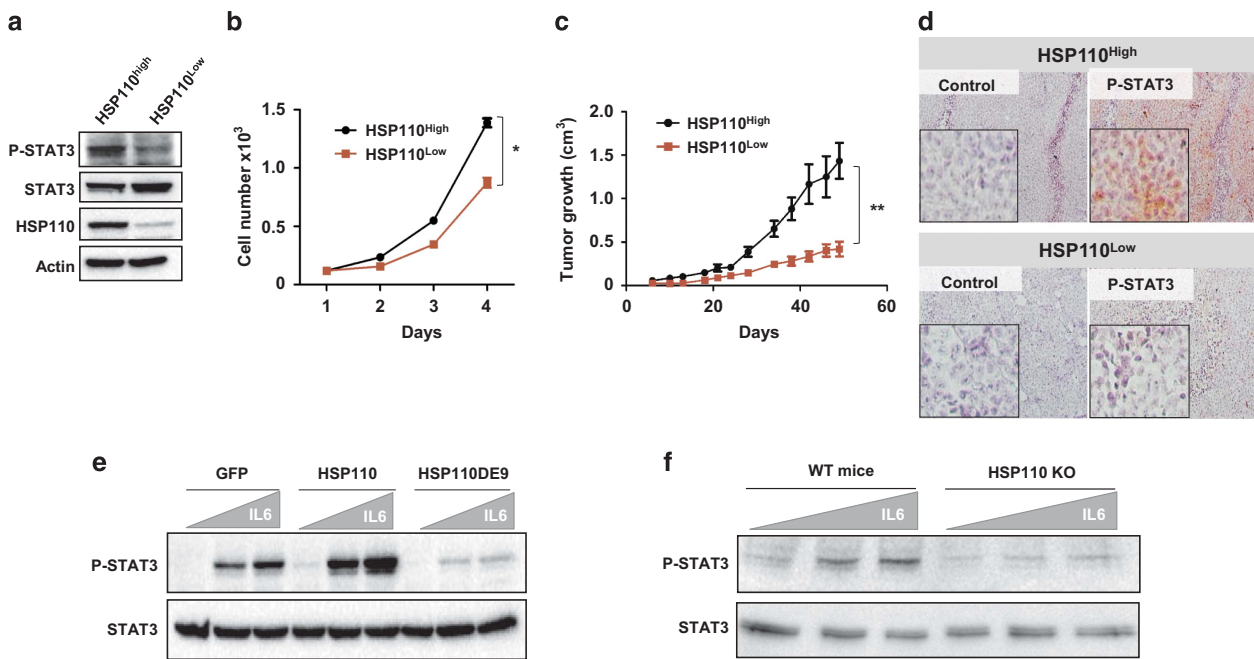 a
HSP110high
HSP110Low
P-STAT3
STAT3
HSP110
Actin
b
Cell number x10³
1.5
1.0
0.5
0
HSP110High
HSP110Low
*
1 2 3 4
Days
c
Tumor growth (cm³)
2.0
1.5
1.0
0.5
0
HSP110High
HSP110Low
**
0 20 40 60
Days
d
HSP110High
Control
P-STAT3
HSP110Low
Control
P-STAT3
e
GFP HSP110 HSP110DE9
IL6 IL6 IL6
P-STAT3
STAT3
f
WT mice HSP110 KO
IL6 IL6
P-STAT3
STAT3